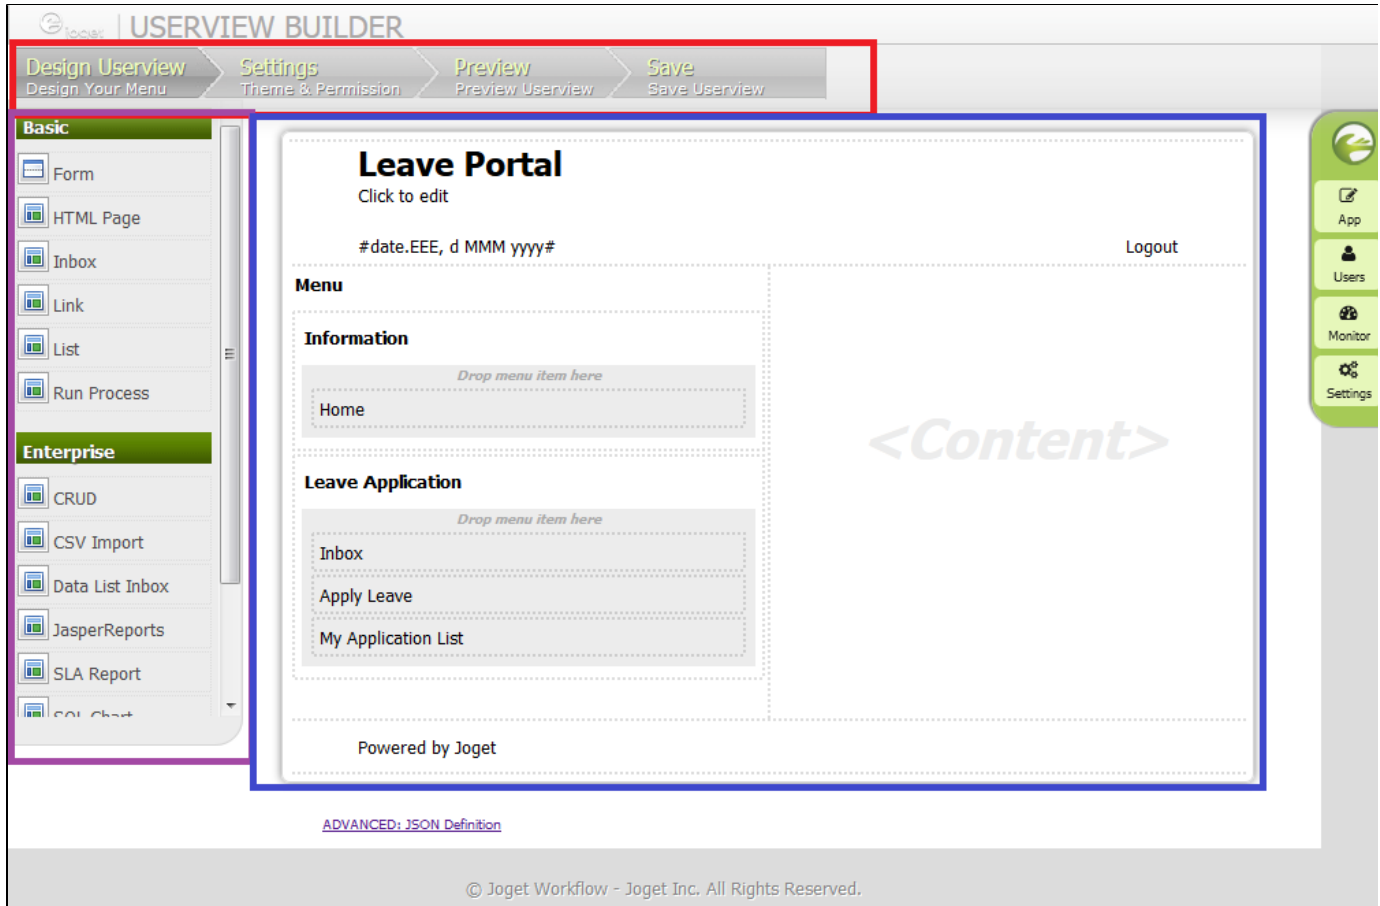 Joget | USERVIEW BUILDER
Design Userview
Design Your Menu
Settings
Theme & Permission
Preview
Preview Userview
Save
Save Userview
Basic
Form
HTML Page
Inbox
Link
List
Run Process
Enterprise
CRUD
CSV Import
Data List Inbox
JasperReports
SLA Report
SQL Chart
Leave Portal
Click to edit
#date.EEE, d MMM yyyy#
Logout
Menu
Information
Drop menu item here
Home
Leave Application
Drop menu item here
Inbox
Apply Leave
My Application List
<Content>
Powered by Joget
ADVANCED: JSON Definition
App
Users
Monitor
Settings
© Joget Workflow - Joget Inc. All Rights Reserved.